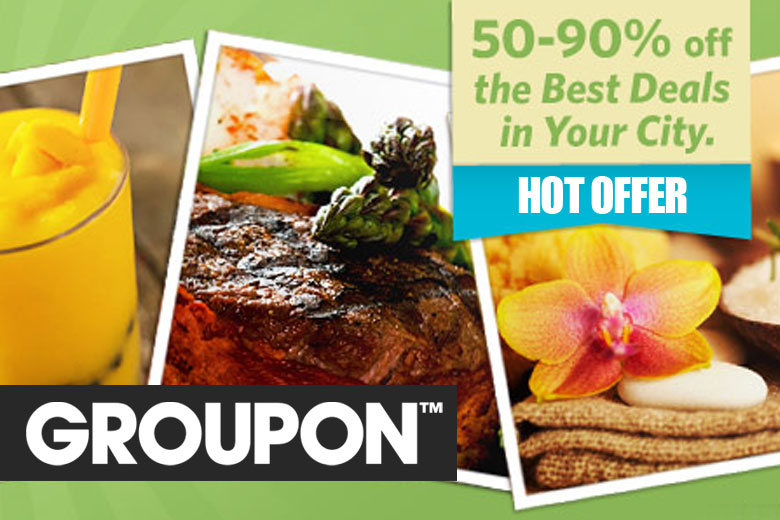 50-90% off
the Best Deals
in Your City.
HOT OFFER
GROUPON™